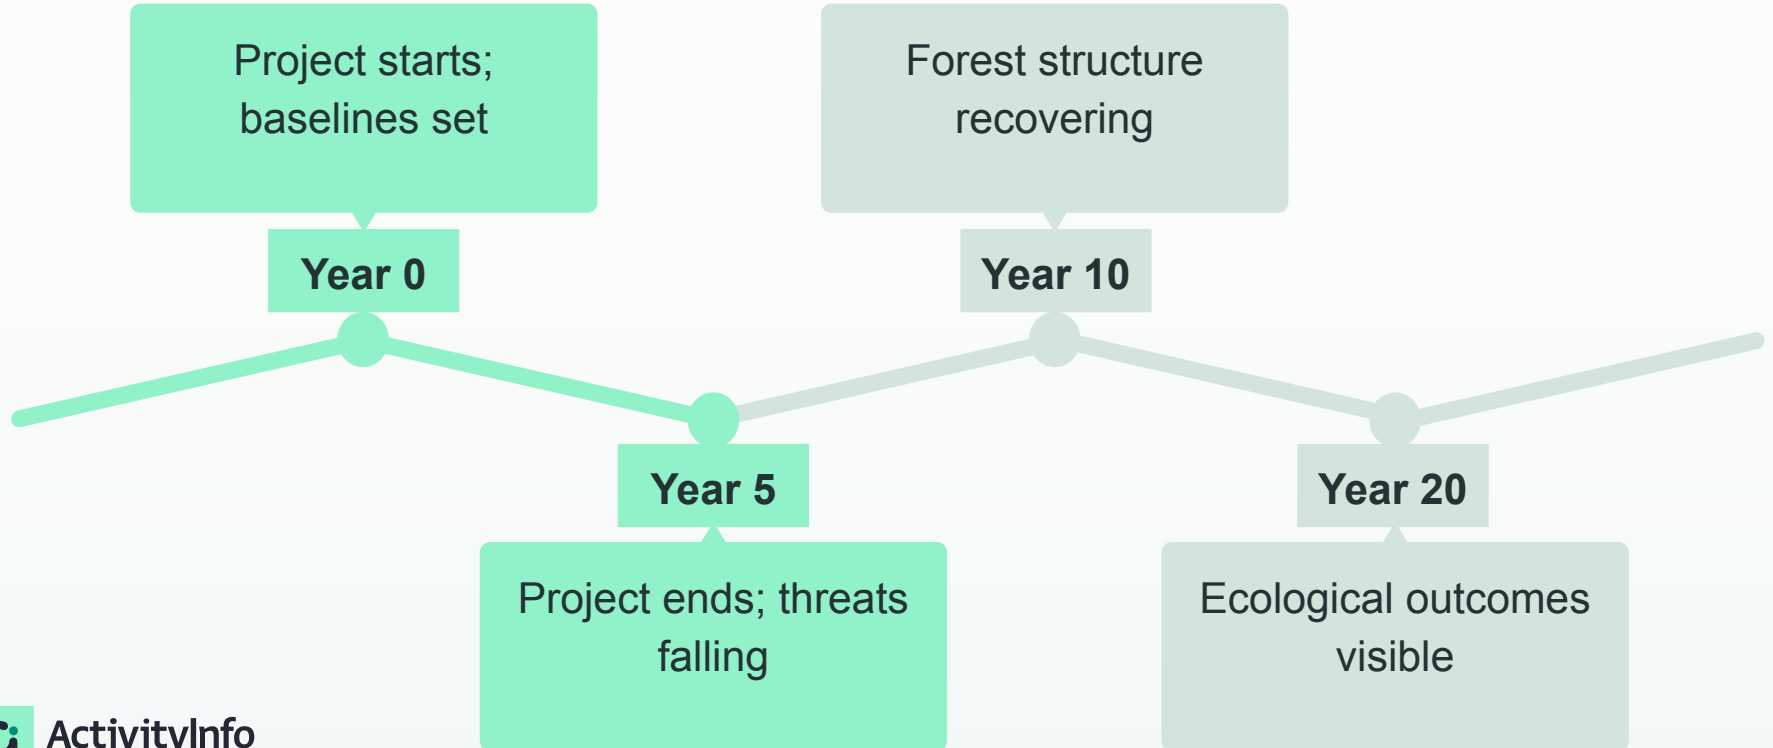 Project starts;
baselines set
Year 0
Year 5
Project ends; threats
falling
Forest structure
recovering
Year 10
Year 20
Ecological outcomes
visible
ActivityInfo